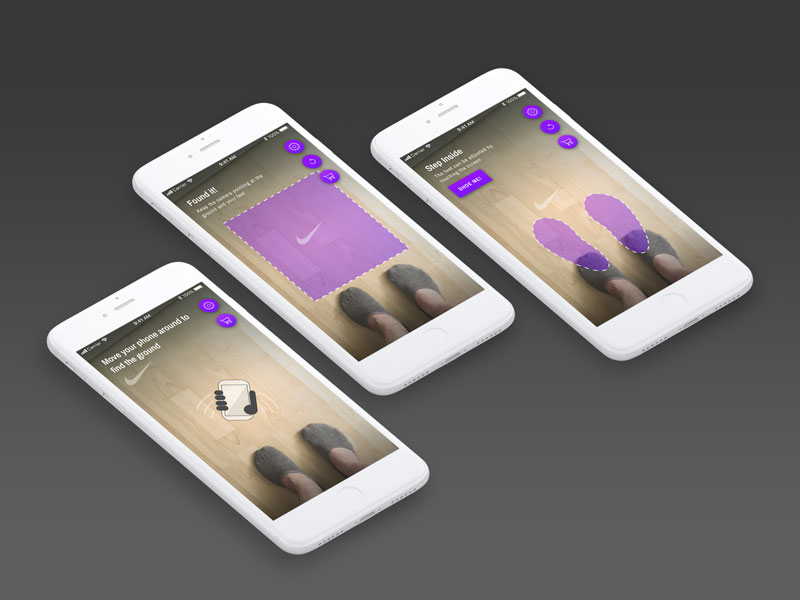 Carrier
9:41 AM
100%
Move your phone around to
find the ground
Carrier
9:41 AM
100%
Found it!
Keep the camera pointing at the
ground and your feet
Carrier
9:41 AM
100%
Step Inside
The feet can be adjusted by
touching the screen
SHOE ME!